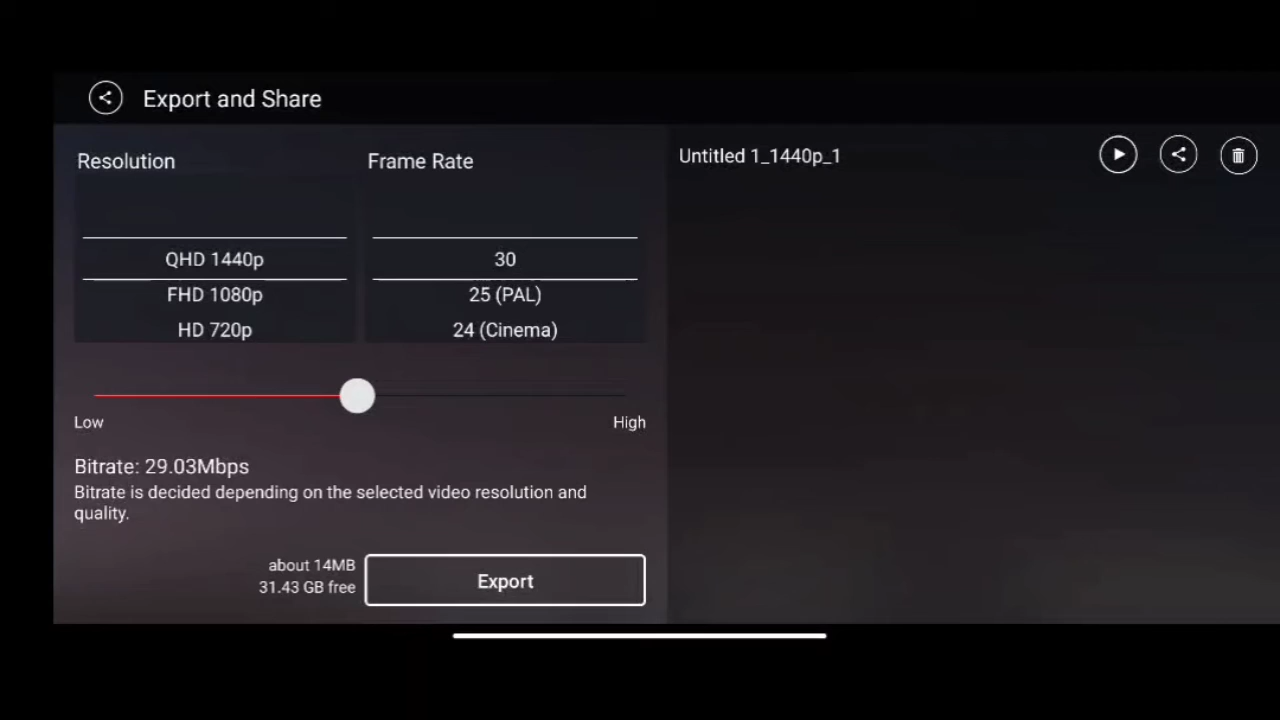 Export and Share
Resolution
Frame Rate
QHD 1440p
FHD 1080p
HD 720p
30
25 (PAL)
24 (Cinema)
Low
High
Bitrate: 29.03Mbps
Bitrate is decided depending on the selected video resolution and
quality.
about 14MB
31.43 GB free
Export
Untitled 1_1440p_1